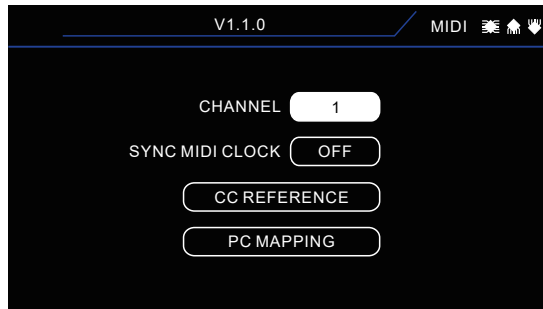 V1.1.0 MIDI
CHANNEL 1
SYNC MIDI CLOCK OFF
CC REFERENCE
PC MAPPING